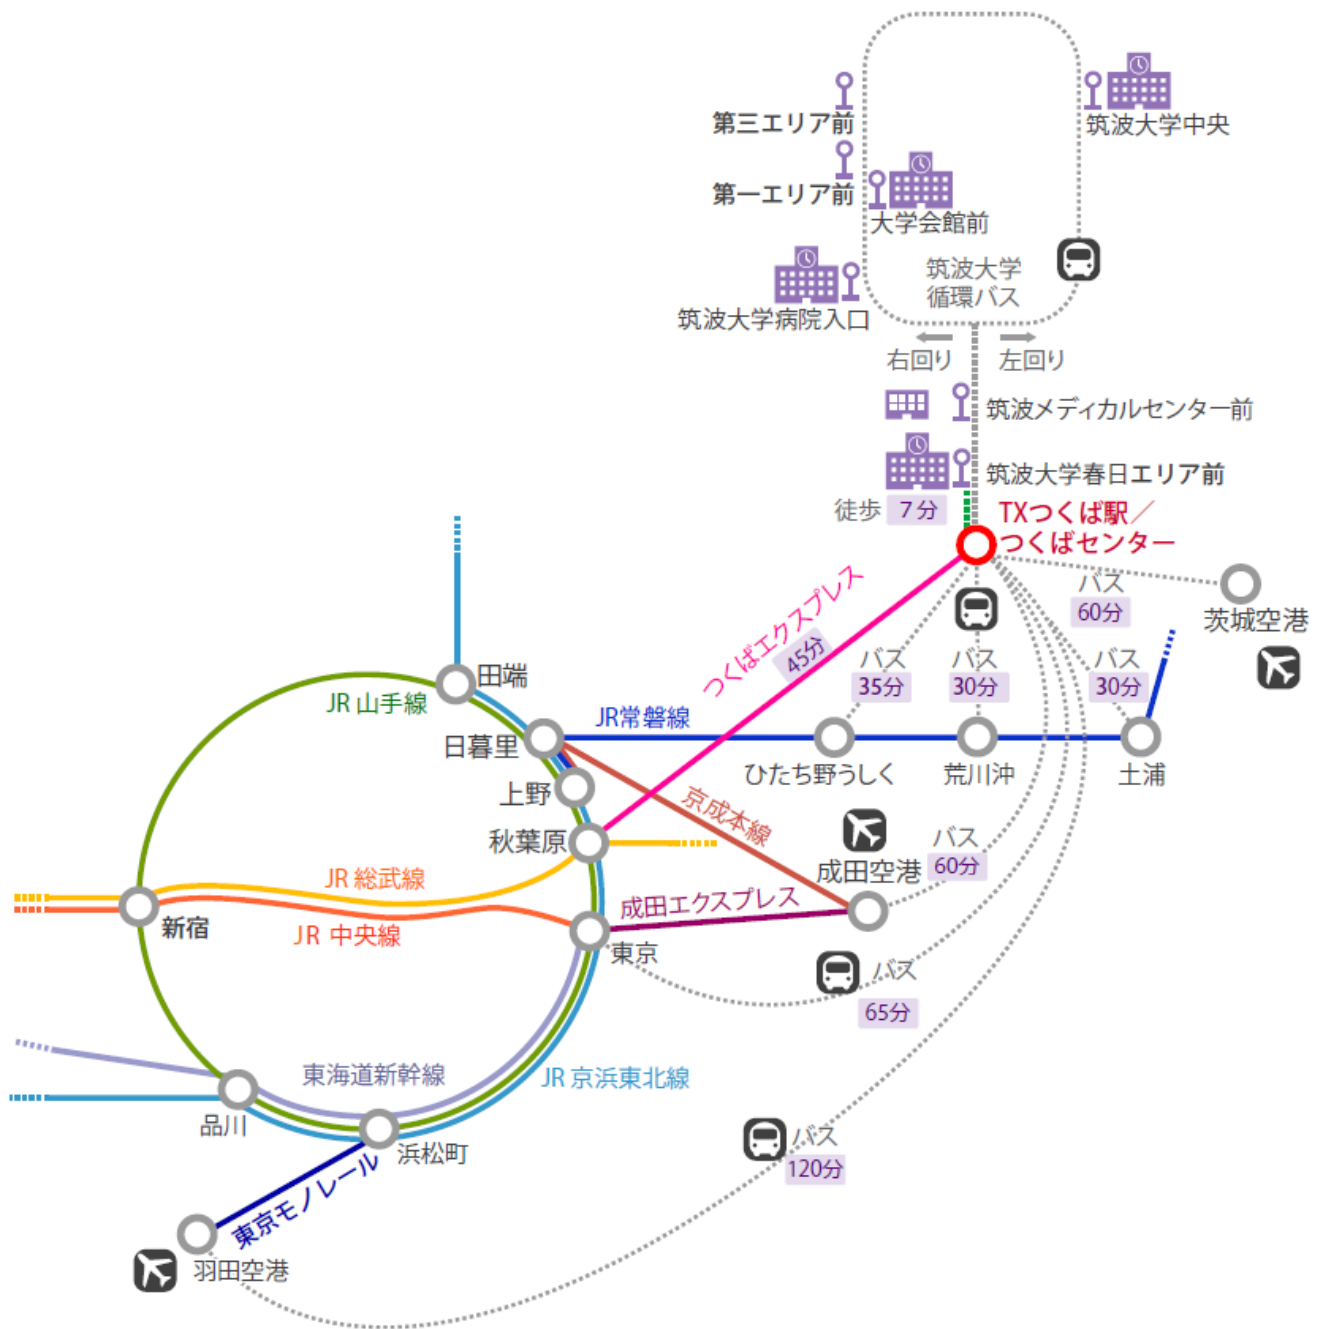 第三エリア前
筑波大学中央
第一エリア前
大学会館前
筑波大学
循環バス
筑波大学病院入口
右回り
左回り
筑波メディカルセンター前
筑波大学春日エリア前
徒歩 7分
TXつくば駅／
つくばセンター
バス
60分
茨城空港
つくばエクスプレス
45分
バス
35分
バス
30分
バス
30分
田端
JR 山手線
日暮里
JR常磐線
ひたち野うしく
荒川沖
土浦
上野
京成本線
秋葉原
バス
60分
成田空港
JR 総武線
成田エクスプレス
新宿
JR 中央線
東京
バス
65分
東海道新幹線
JR 京浜東北線
品川
浜松町
バス
120分
東京モノレール
羽田空港